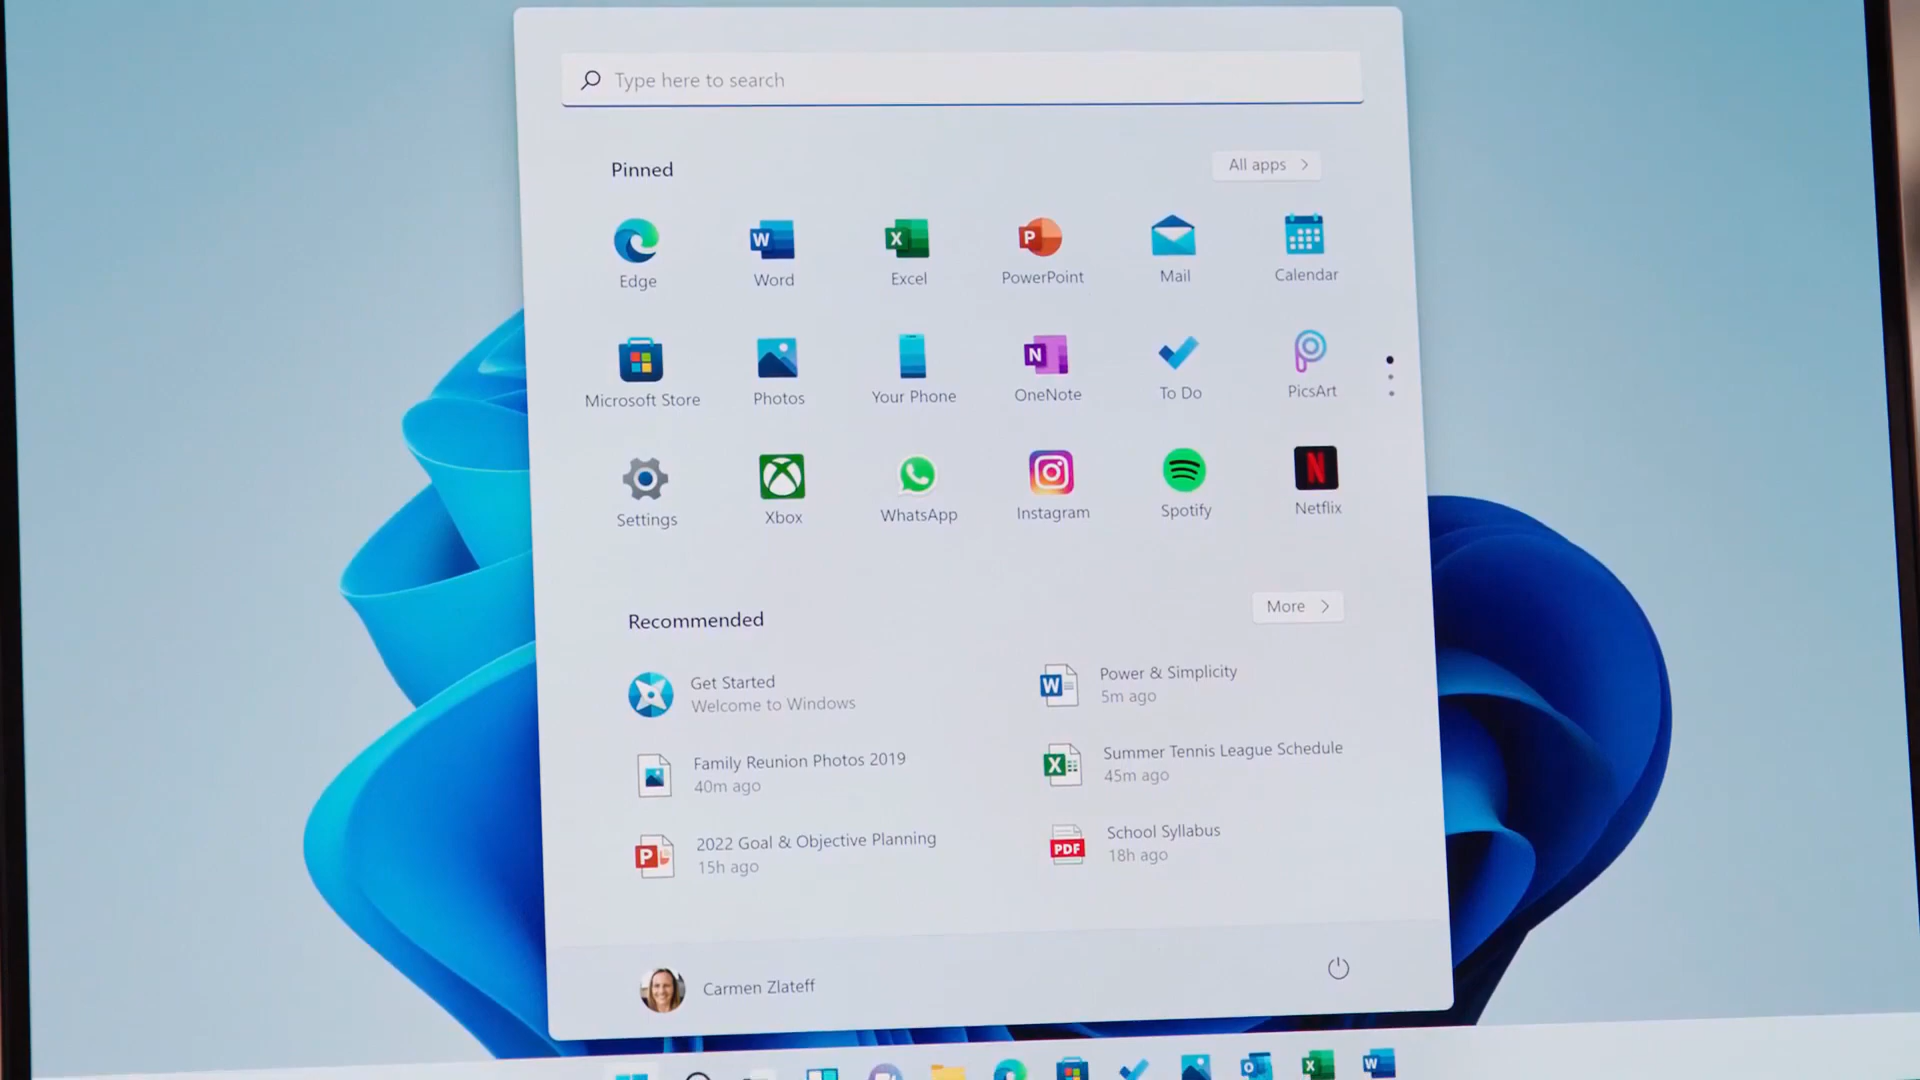 Type here to search
Pinned
All apps
Edge
Word
Excel
PowerPoint
Mail
Calendar
Microsoft Store
Photos
Your Phone
OneNote
To Do
PicsArt
Settings
Xbox
WhatsApp
Instagram
Spotify
Netflix
Recommended
More
Get Started
Welcome to Windows
Power & Simplicity
5m ago
Family Reunion Photos 2019
40m ago
Summer Tennis League Schedule
45m ago
2022 Goal & Objective Planning
15h ago
School Syllabus
18h ago
PDF
Carmen Zlateff